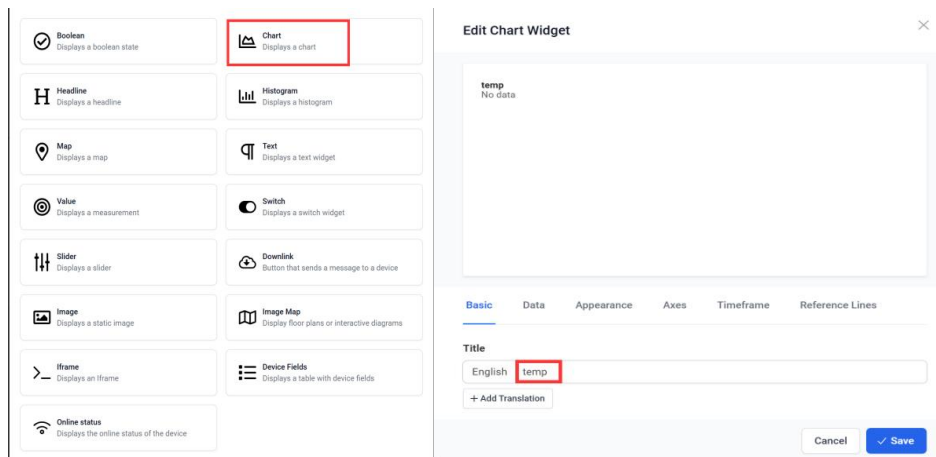 Boolean
Displays a boolean state
Chart
Displays a chart
Headline
Displays a headline
Histogram
Displays a histogram
Map
Displays a map
Text
Displays a text widget
Value
Displays a measurement
Switch
Displays a switch widget
Slider
Displays a slider
Downlink
Button that sends a message to a device
Image
Displays a static image
Image Map
Display floor plans or interactive diagrams
Iframe
Displays an Iframe
Device Fields
Displays a table with device fields
Online status
Displays the online status of the device
Edit Chart Widget
temp
No data
Basic Data Appearance Axes Timeframe Reference Lines
Title
English temp
+ Add Translation
Cancel Save